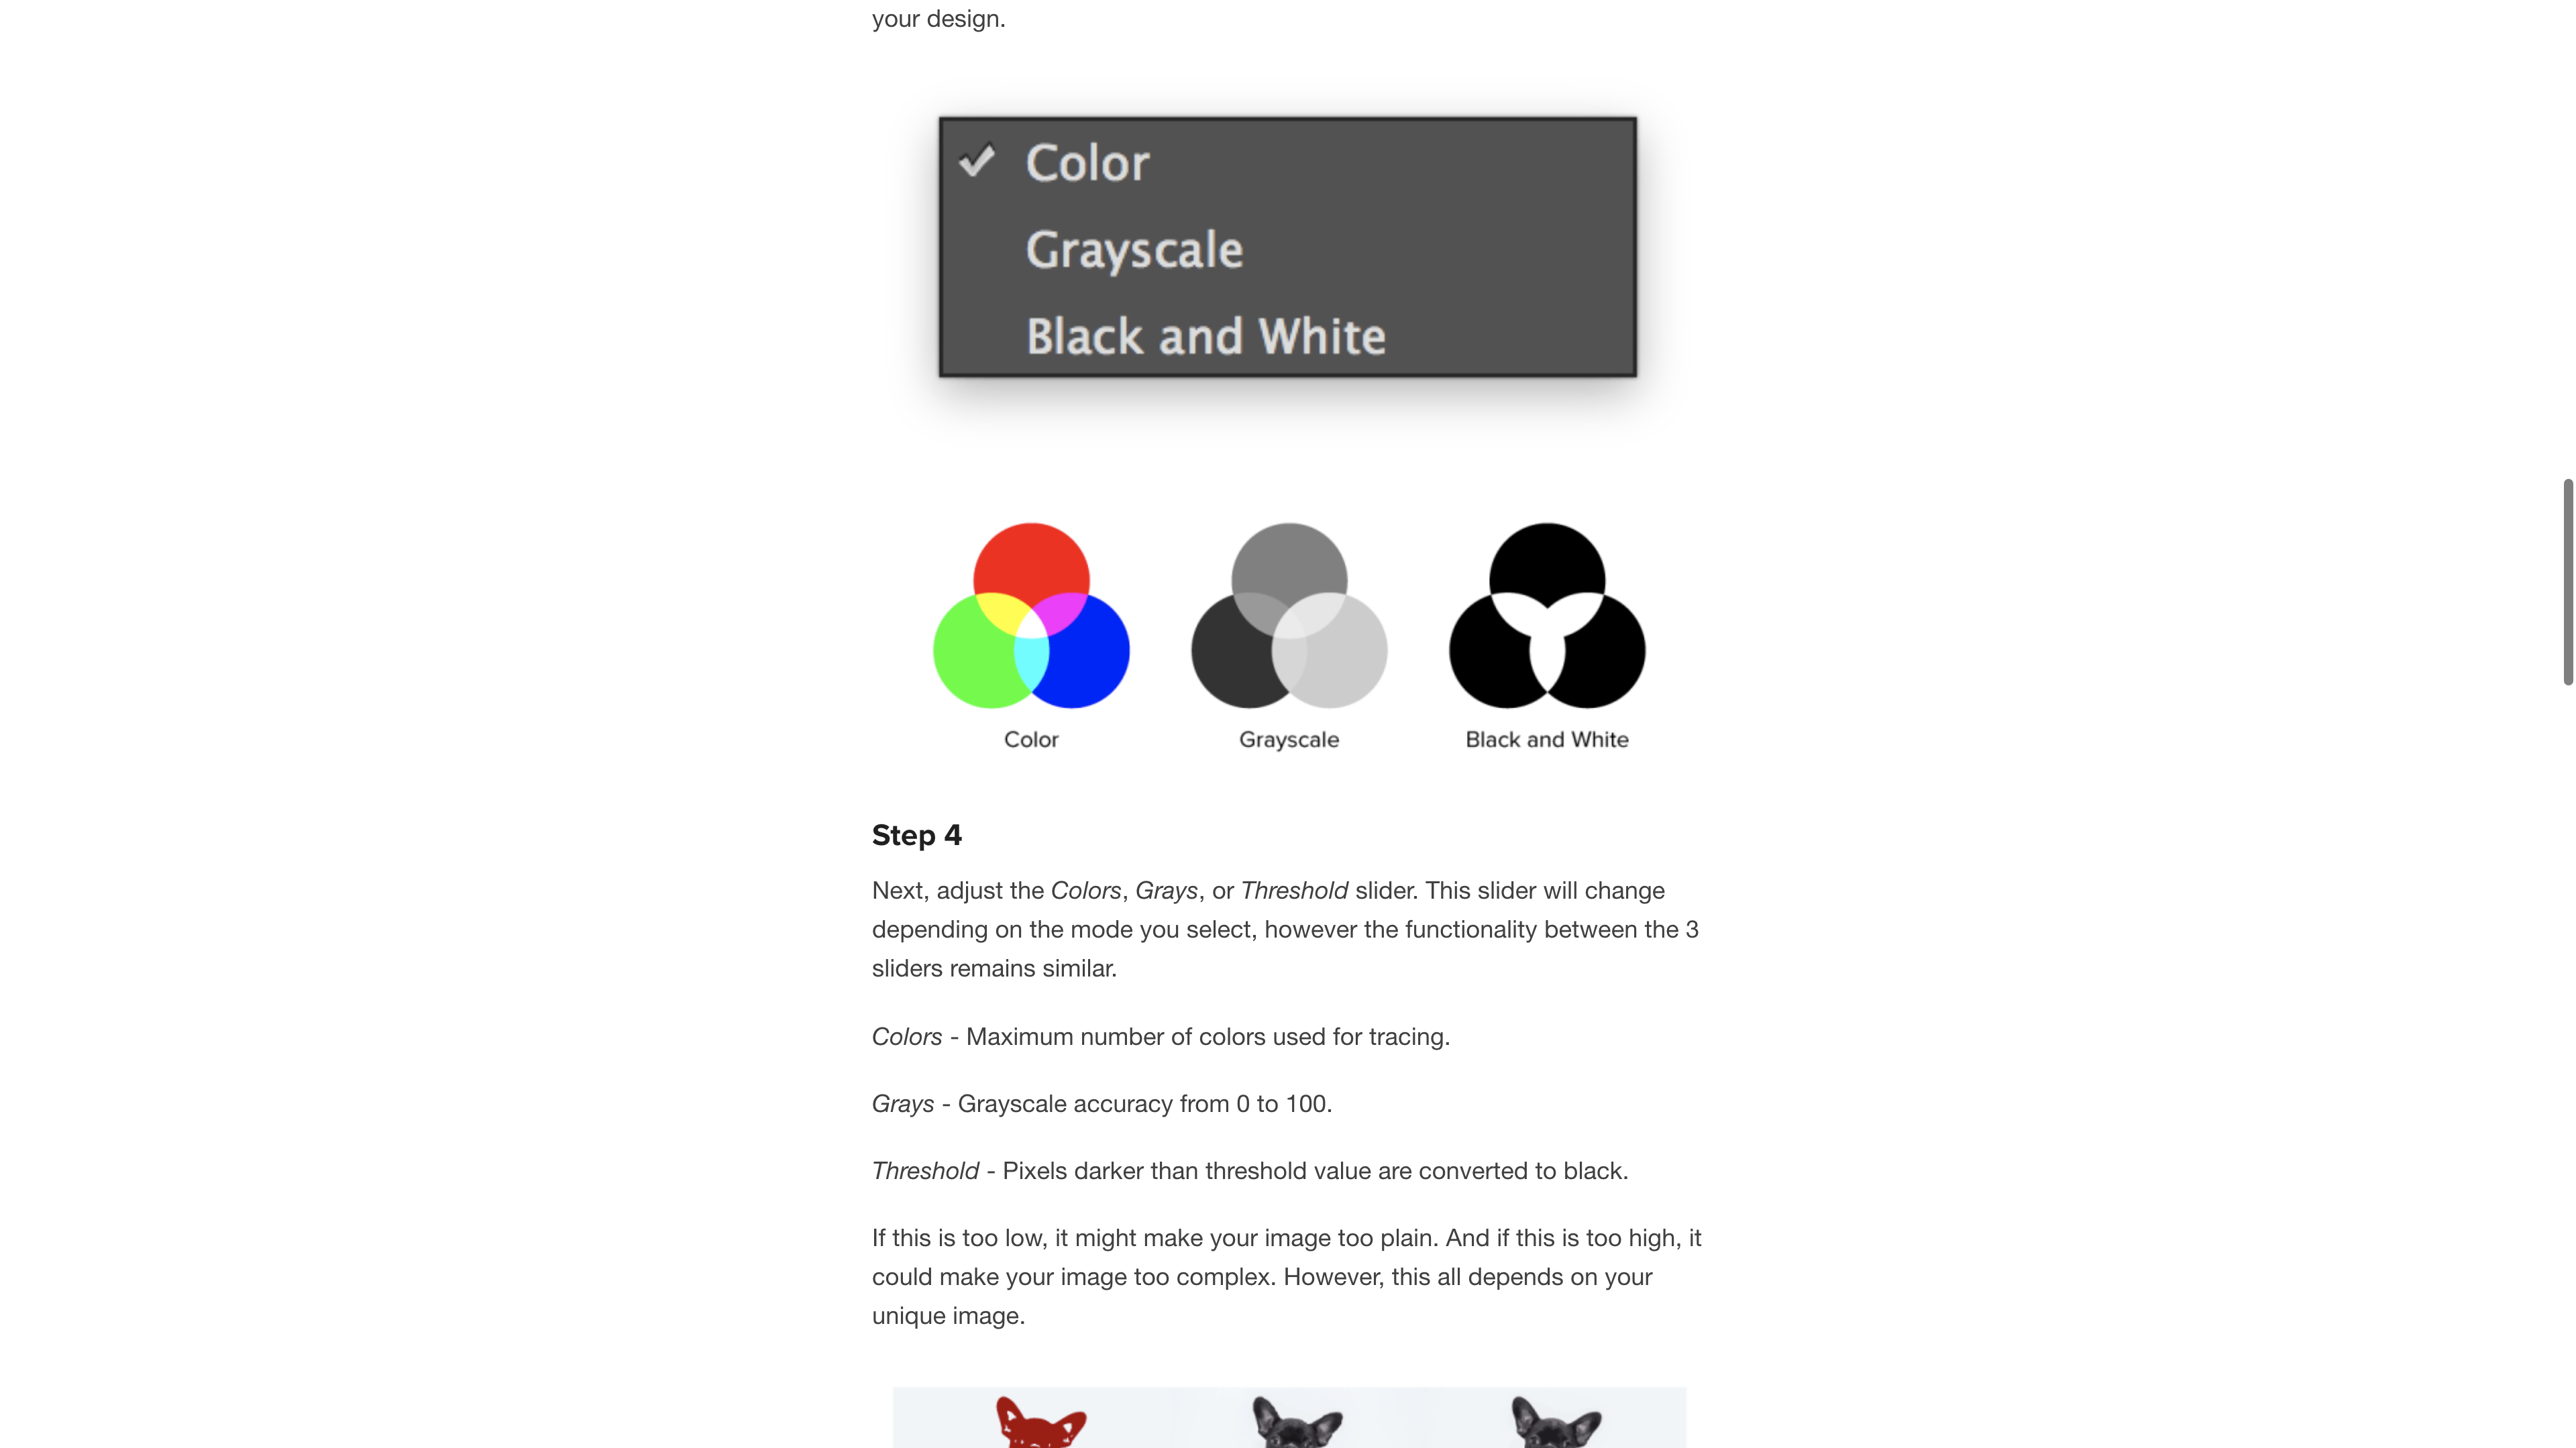 your design.
Color
Grayscale
Black and White
Color
Grayscale
Black and White
Step 4
Next, adjust the Colors, Grays, or Threshold slider. This slider will change
depending on the mode you select, however the functionality between the 3
sliders remains similar.
Colors - Maximum number of colors used for tracing.
Grays - Grayscale accuracy from 0 to 100.
Threshold - Pixels darker than threshold value are converted to black.
If this is too low, it might make your image too plain. And if this is too high, it
could make your image too complex. However, this all depends on your
unique image.